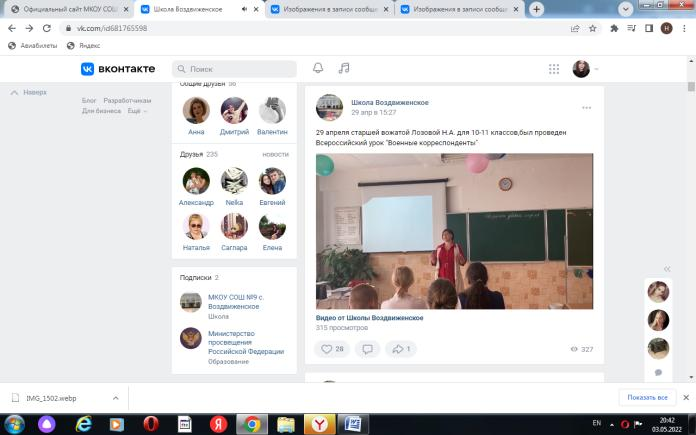 Официальный сайт МКОУ СОШ
Школа Воздвиженское
Изображения в записи сообще
Изображения в записи сообще
vk.com/id681765598
Авиабилеты
Яндекс
вконтакте
Поиск
Наверх
Блог Разработчикам
Для бизнеса Ещё
Общие друзья 56
Анна Дмитрий Валентин
Друзья 235 новости
Александр Nelka Евгений
Наталья Саглара Елена
Подписки 2
МКОУ СОШ №9 с.
Воздвиженское
Школа
Министерство
просвещения
Российской Федерации
Образование
Школа Воздвиженское
29 апр в 15:27
29 апреля старшей вожатой Лозовой Н.А. для 10-11 классов,был проведен
Всероссийский урок "Военные корреспонденты"
Видео от Школы Воздвиженское
315 просмотров
28
1
327
IMG_1502.webp
Показать все
EN
20:42
03.05.2022